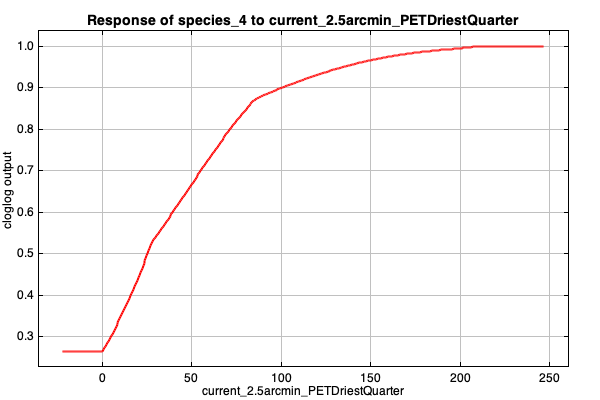 Response of species_4 to current_2.5arcmin_PETDriestQuarter
cloglog output
1.0
0.9
0.8
0.7
0.6
0.5
0.4
0.3
0 50 100 150 200 250
current_2.5arcmin_PETDriestQuarter